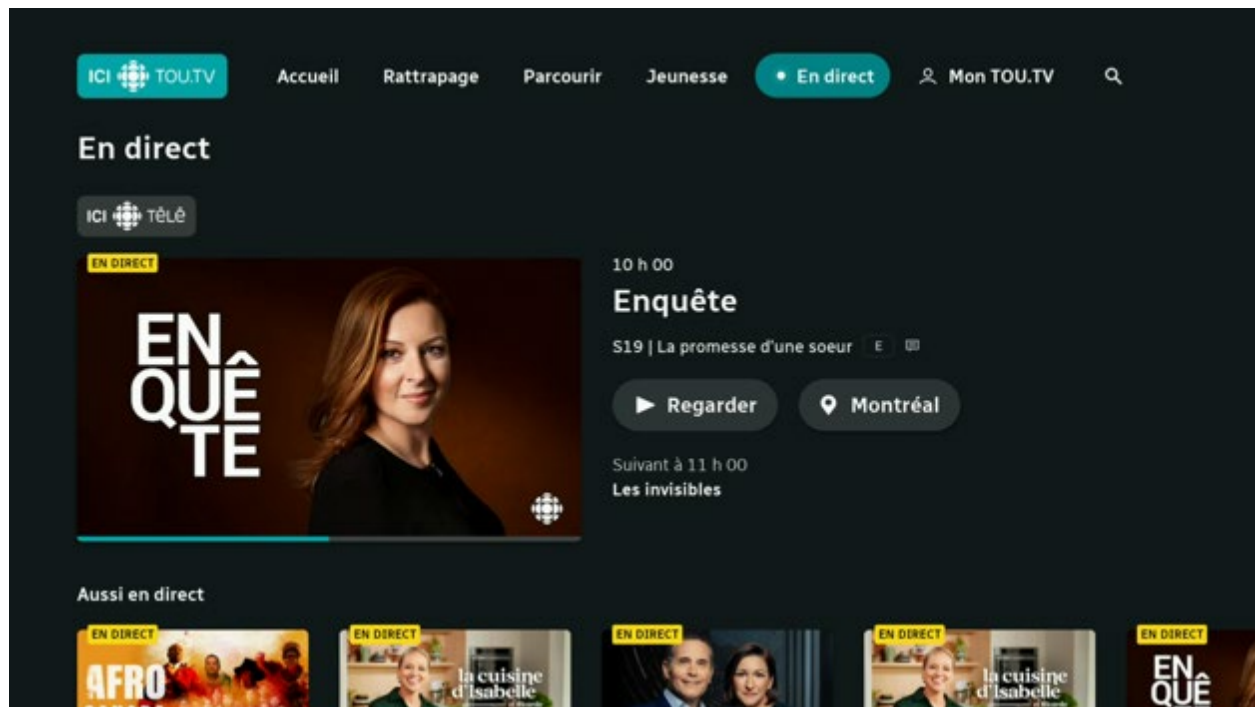 ICI TOU.TV Accueil Rattrapage Parcourir Jeunesse En direct Mon TOU.TV
En direct
ICI TÉLÉ
EN DIRECT
EN
QUÊ
TE
10 h 00
Enquête
S19 | La promesse d'une soeur E
Regarder Montréal
Suivant à 11 h 00
Les invisibles
Aussi en direct
EN DIRECT
AFRO
EN DIRECT
la cuisine
d'Isabelle
EN DIRECT
EN DIRECT
la cuisine
d'Isabelle
EN DIRECT
EN
QUÊ